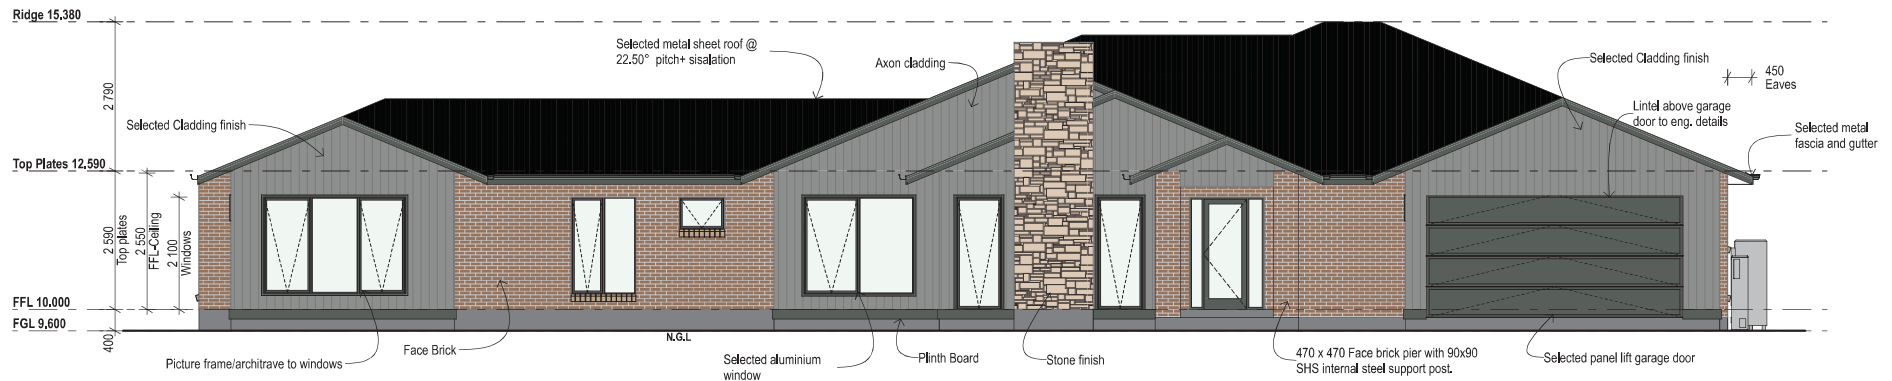 Ridge 15,380
Selected metal sheet roof @
22.50° pitch+ sisalation
Axon cladding
Selected Cladding finish
450
Eaves
2 790
Selected Cladding finish
Lintel above garage
door to eng. details
Selected metal
fascia and gutter
Top Plates 12,590
2 590
Top plates
2 550
FFL-Ceiling
2 100
Windows
FFL 10,000
FGL 9,600
400
N.G.L
Picture frame/architrave to windows
Face Brick
Selected aluminium
window
Plinth Board
Stone finish
470 x 470 Face brick pier with 90x90
SHS internal steel support post.
Selected panel lift garage door